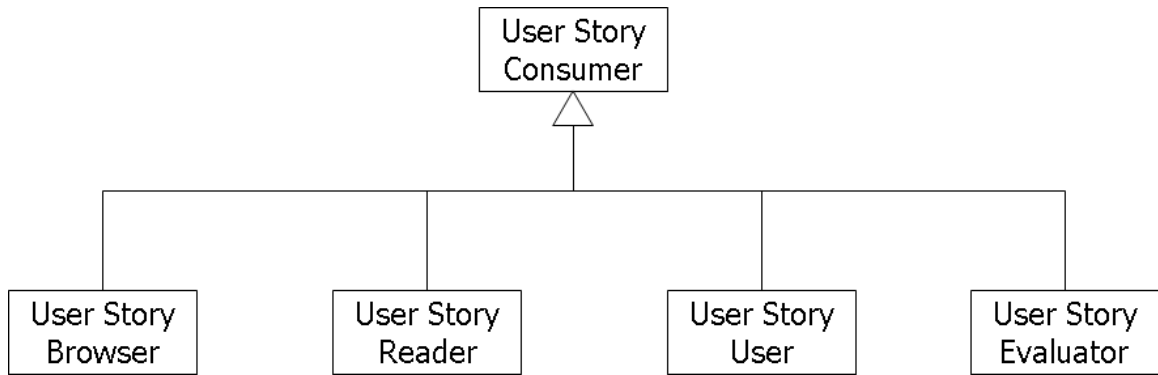 User Story
Consumer
User Story
Browser
User Story
Reader
User Story
User
User Story
Evaluator